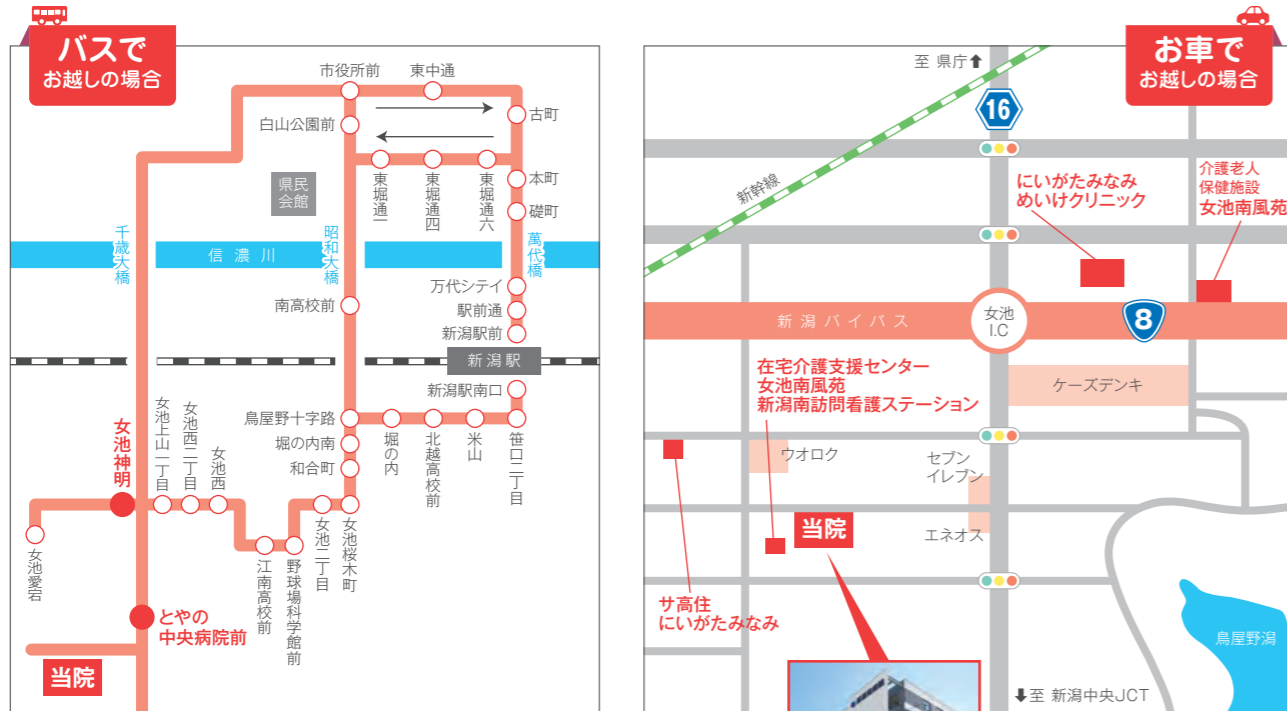 バスで
お越しの場合
市役所前
東中通
古町
白山公園前
県民
会館
東堀通一
東堀通四
東堀通六
本町
礎町
千歳大橋
信濃川
昭和大橋
萬代橋
万代シテイ
南高校前
駅前通
新潟駅前
新潟駅
新潟駅南口
鳥屋野十字路
堀の内南
和合町
堀の内
北越高校前
米山
笹口二丁目
女池神明
女池上山一丁目
女池西二丁目
女池西
女池愛宕
江南高校前
野球場科学館前
女池二丁目
女池桜木町
とやの
中央病院前
当院
お車で
お越しの場合
至 県庁⬆
16
新幹線
にいがたみなみ
めいけクリニック
介護老人
保健施設
女池南風苑
新潟バイパス
女池
I.C
8
在宅介護支援センター
女池南風苑
新潟南訪問看護ステーション
ケーズデンキ
ウオロク
セブン
イレブン
エネオス
当院
サ高住
にいがたみなみ
鳥屋野潟
⬇至 新潟中央JCT